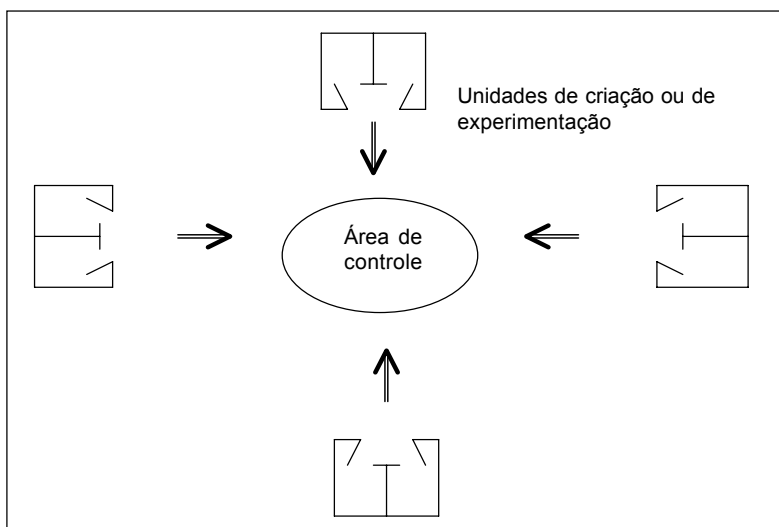 Unidades de criação ou de
experimentação
Área de
controle